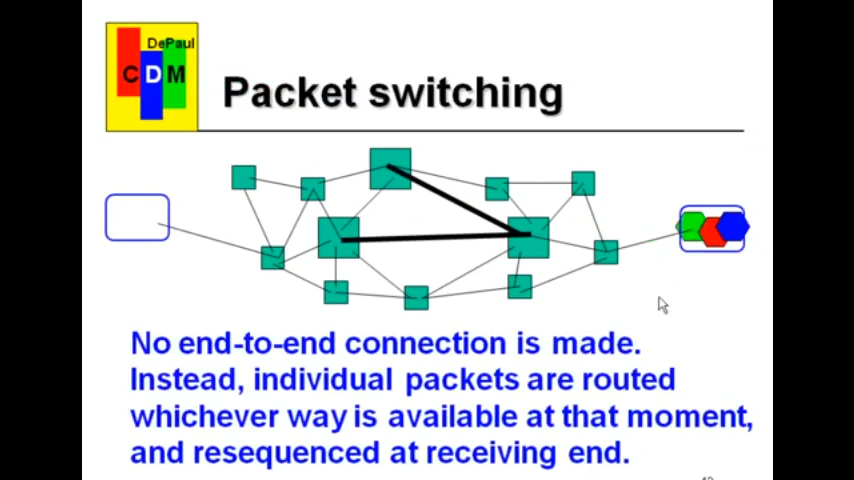 DePaul
CDM
Packet switching
No end-to-end connection is made.
Instead, individual packets are routed
whichever way is available at that moment,
and resequenced at receiving end.